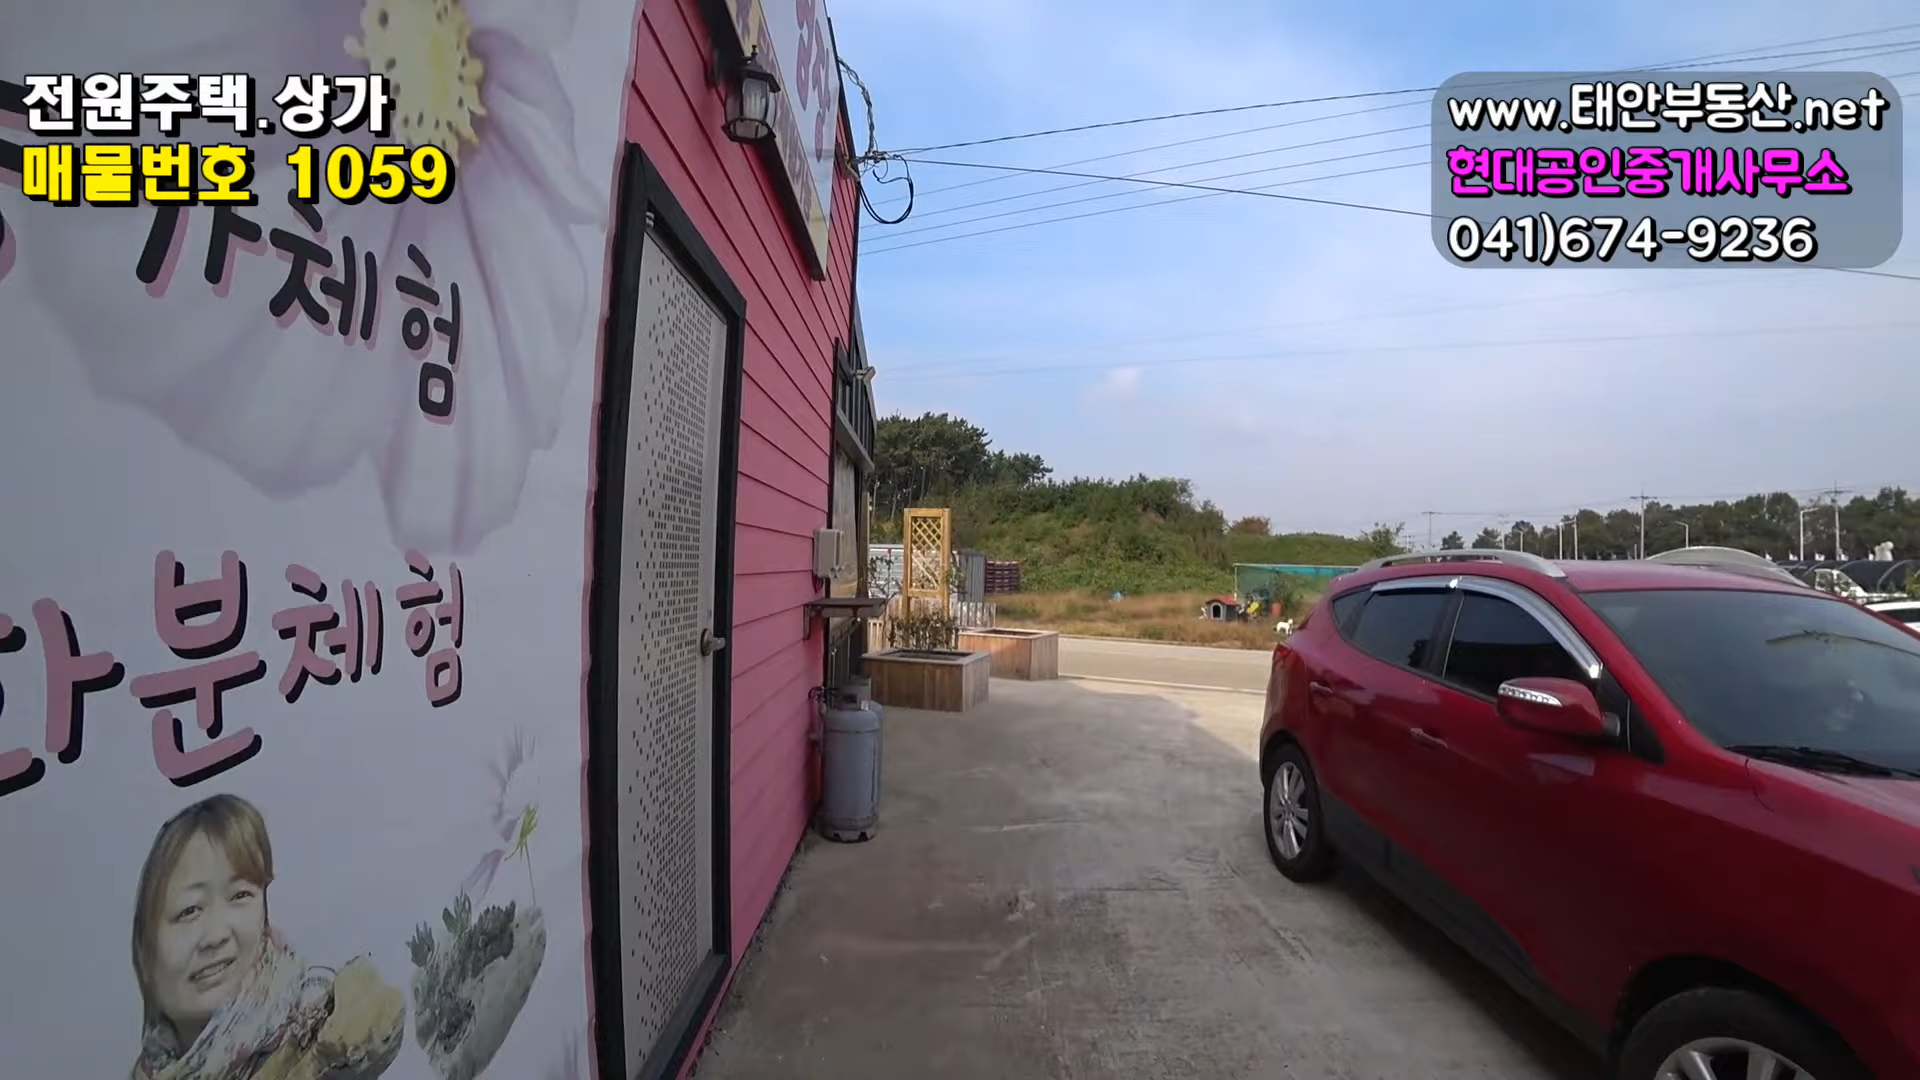 전원주택.상가
매물번호 1059
www.태안부동산.net
현대공인중개사무소
041)674-9236
체험
화분체험